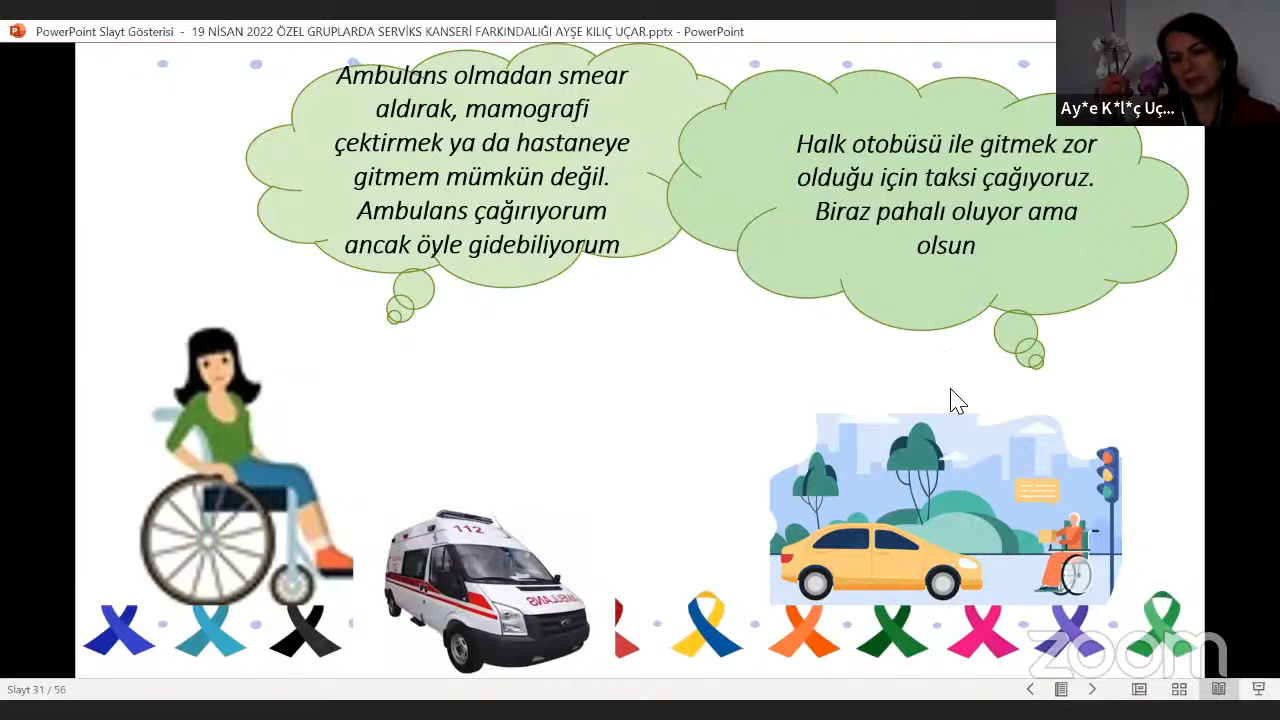 PowerPoint Slayt Gösterisi - 19 NİSAN 2022 ÖZEL GRUPLARDA SERVİKS KANSERİ FARKINDALIĞI AYŞE KILIÇ UÇAR.pptx - PowerPoint
Ay*e K*l*ç Uç...
Ambulans olmadan smear
aldırak, mamografi
çektirmek ya da hastaneye
gitmem mümkün değil.
Ambulans çağırıyorum
ancak öyle gidebiliyorum
Halk otobüsü ile gitmek zor
olduğu için taksi çağıyoruz.
Biraz pahalı oluyor ama
olsun
112
AMBULANS
zoom
Slayt 31 / 56